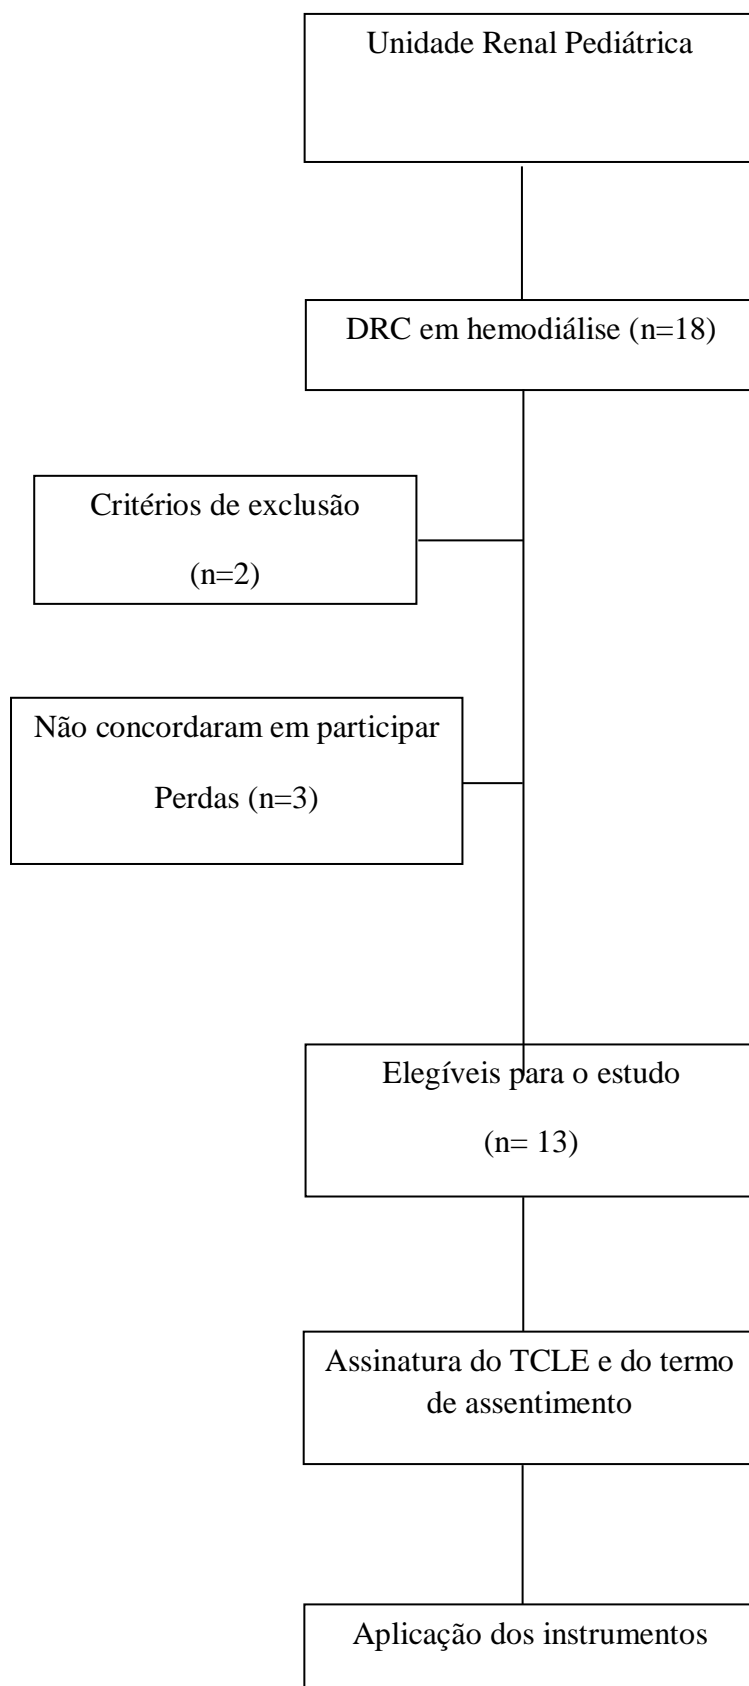 Unidade Renal Pediátrica
DRC em hemodiálise (n=18)
Critérios de exclusão
(n=2)
Não concordaram em participar
Perdas (n=3)
Elegíveis para o estudo
(n= 13)
Assinatura do TCLE e do termo
de assentimento
Aplicação dos instrumentos